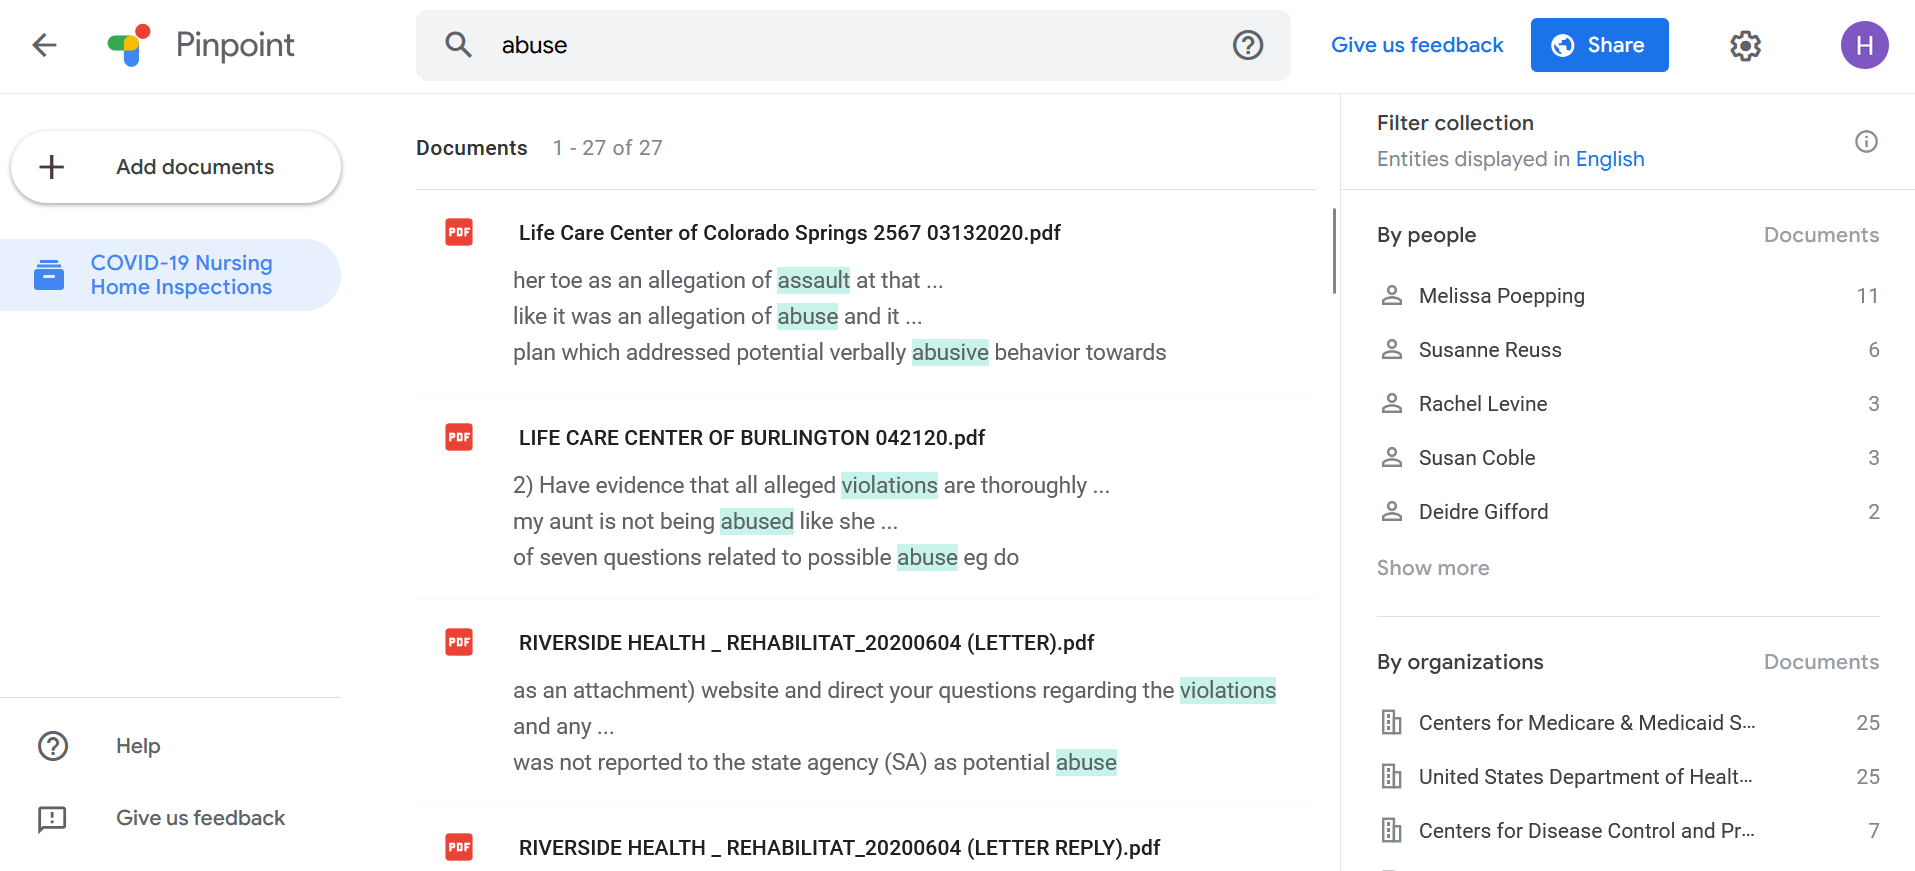 Pinpoint
abuse
Give us feedback
Share
H
Add documents
COVID-19 Nursing
Home Inspections
Help
Give us feedback
Documents 1 - 27 of 27
PDF Life Care Center of Colorado Springs 2567 03132020.pdf
her toe as an allegation of assault at that ...
like it was an allegation of abuse and it ...
plan which addressed potential verbally abusive behavior towards
PDF LIFE CARE CENTER OF BURLINGTON 042120.pdf
2) Have evidence that all alleged violations are thoroughly ...
my aunt is not being abused like she ...
of seven questions related to possible abuse eg do
PDF RIVERSIDE HEALTH _ REHABILITAT_20200604 (LETTER).pdf
as an attachment) website and direct your questions regarding the violations
and any ...
was not reported to the state agency (SA) as potential abuse
PDF RIVERSIDE HEALTH _ REHABILITAT_20200604 (LETTER REPLY).pdf
Filter collection
Entities displayed in English
By people Documents
Melissa Poepping 11
Susanne Reuss 6
Rachel Levine 3
Susan Coble 3
Deidre Gifford 2
Show more
By organizations Documents
Centers for Medicare & Medicaid S... 25
United States Department of Healt... 25
Centers for Disease Control and Pr... 7